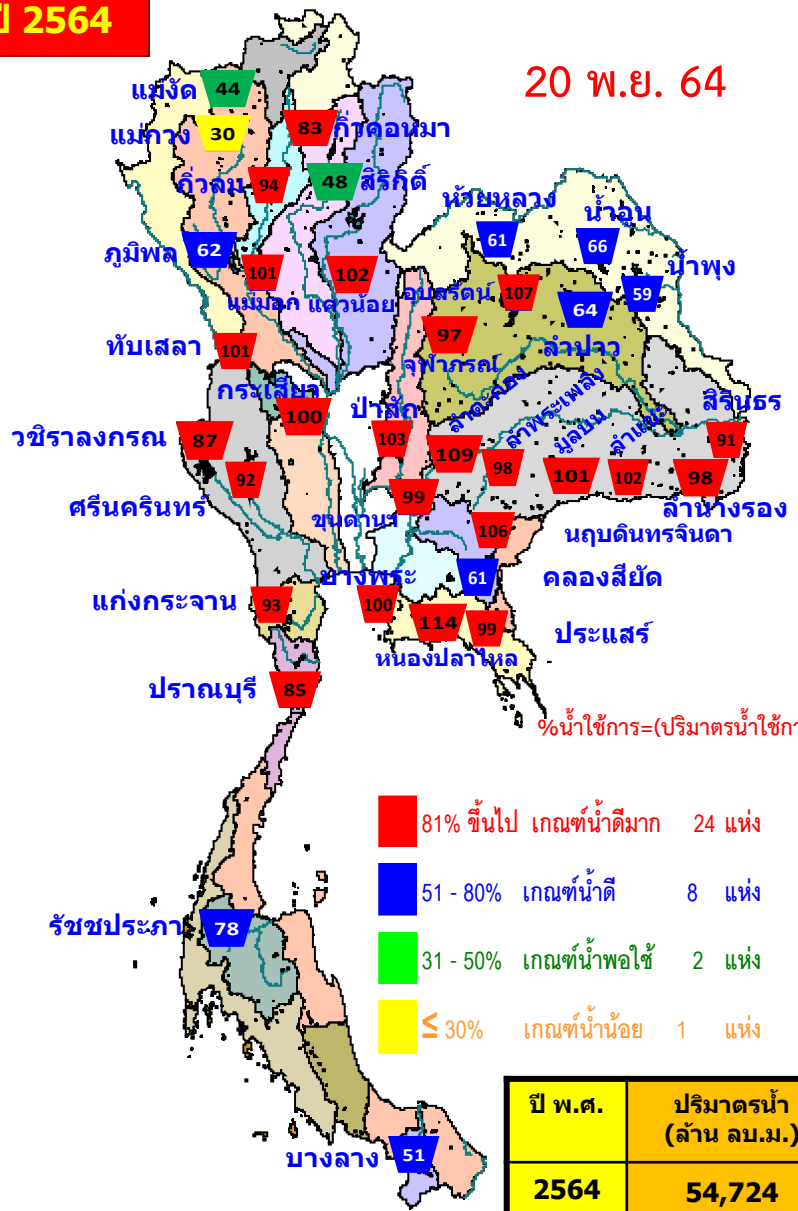 ปี 2564
20 พ.ย. 64
แม่งัด 44
แม่กวง 30
83 กิ่วคอหมา
กิ่วลม 94
48 สิริกิติ์
ห้วยหลวง 61
น้ำอูน 66
ภูมิพล 62
101 แม่มอก
102 แควน้อย
อุบลรัตน์ 107
น้ำพุง 59
64 ลำปาว
97 จุฬาภรณ์
ทับเสลา 101
กระเสียว 100
ป่าสัก 103
ลำตะคอง 109
ลำพระเพลิง 98
มูลบน 101
ลำแชะ 102
สิรินธร 91
98 ลำนางรอง
วชิราลงกรณ 87
92
ศรีนครินทร์
99
ขุนด่านฯ
106
นฤบดินทรจินดา
บางพระ 100
61 คลองสียัด
แก่งกระจาน 93
114 หนองปลาไหล
99 ประแสร์
ปราณบุรี 85
%น้ำใช้การ=(ปริมาตรน้ำใช้กา
81% ขึ้นไป เกณฑ์น้ำดีมาก 24 แห่ง
51 - 80% เกณฑ์น้ำดี 8 แห่ง
รัชชประภา 78
31 - 50% เกณฑ์น้ำพอใช้ 2 แห่ง
≤ 30% เกณฑ์น้ำน้อย 1 แห่ง
ปี พ.ศ. ปริมาตรน้ำ
(ล้าน ลบ.ม.)
บางลาง 51
2564 54,724